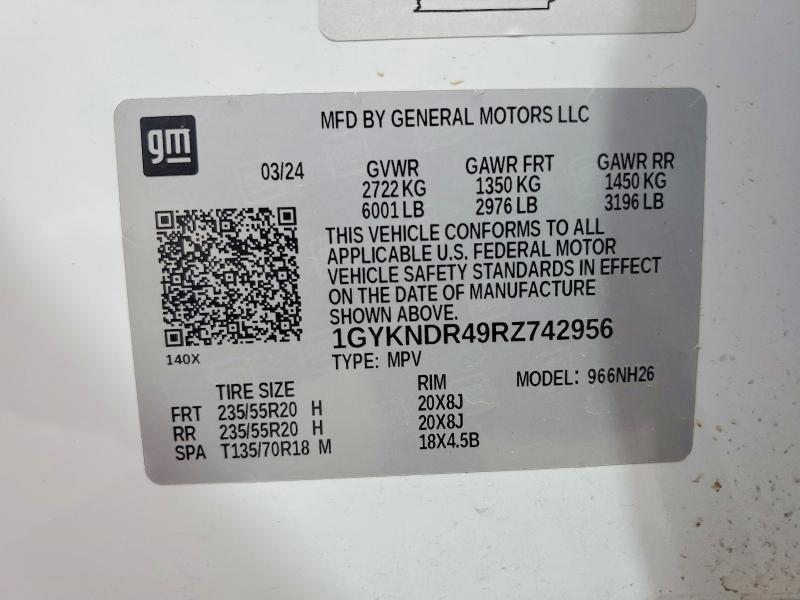 gm
MFD BY GENERAL MOTORS LLC
03/24 GVWR GAWR FRT GAWR RR
2722 KG 1350 KG 1450 KG
6001 LB 2976 LB 3196 LB
THIS VEHICLE CONFORMS TO ALL
APPLICABLE U.S. FEDERAL MOTOR
VEHICLE SAFETY STANDARDS IN EFFECT
ON THE DATE OF MANUFACTURE
SHOWN ABOVE.
1GYKNDR49RZ742956
140X
TYPE: MPV
MODEL: 966NH26
TIRE SIZE RIM
FRT 235/55R20 H 20X8J
RR 235/55R20 H 20X8J
SPA T135/70R18 M 18X4.5B